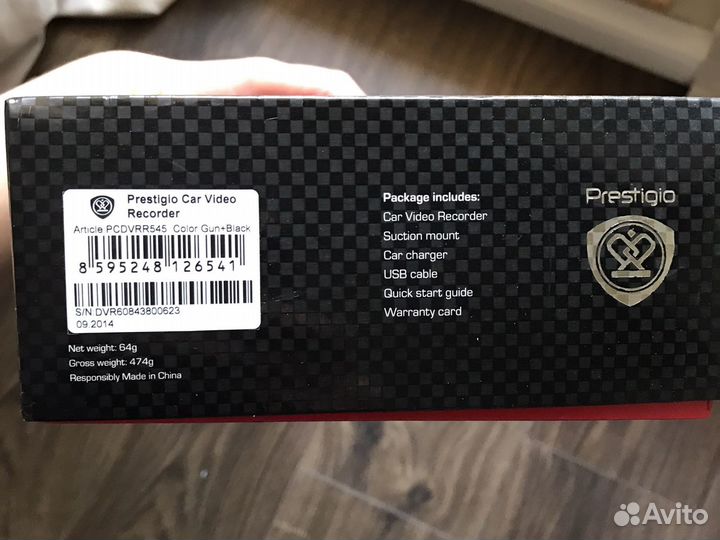 Prestigio Car Video
Recorder
Article PCDVRR545 Color Gun+Black
8 595248 126541
S/N:DVR60843800623
09.2014
Net weight: 64g
Gross weight: 474g
Responsibly Made in China
Package includes:
Car Video Recorder
Suction mount
Car charger
USB cable
Quick start guide
Warranty card
Prestigio
Avito